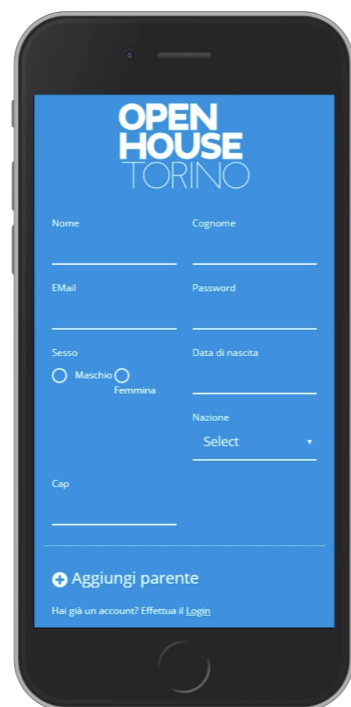 OPEN
HOUSE
TORINO
Nome
Cognome
EMail
Password
Sesso
Data di nascita
Maschio
Femmina
Nazione
Select
Cap
Aggiungi parente
Hai già un account? Effettua il Login